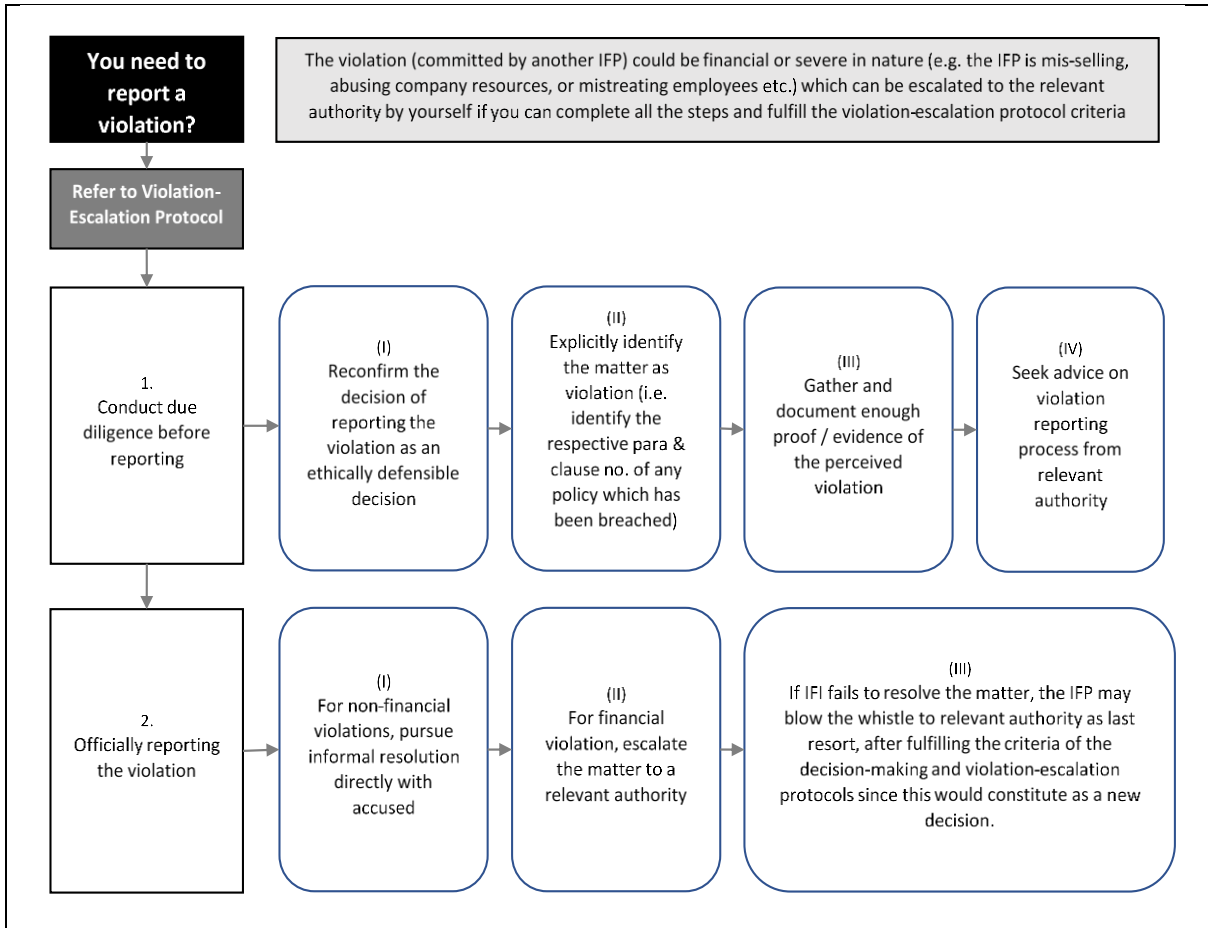 You need to
report a
violation?
The violation (committed by another IFP) could be financial or severe in nature (e.g. the IFP is mis-selling,
abusing company resources, or mistreating employees etc.) which can be escalated to the relevant
authority by yourself if you can complete all the steps and fulfill the violation-escalation protocol criteria
Refer to Violation-
Escalation Protocol
1.
Conduct due
diligence before
reporting
(I)
Reconfirm the
decision of
reporting the
violation as an
ethically defensible
decision
(II)
Explicitly identify
the matter as
violation (i.e.
identify the
respective para &
clause no. of any
policy which has
been breached)
(III)
Gather and
document enough
proof / evidence of
the perceived
violation
(IV)
Seek advice on
violation
reporting
process from
relevant
authority
2.
Officially reporting
the violation
(I)
For non-financial
violations, pursue
informal resolution
directly with
accused
(II)
For financial
violation, escalate
the matter to a
relevant authority
(III)
If IFI fails to resolve the matter, the IFP may
blow the whistle to relevant authority as last
resort, after fulfilling the criteria of the
decision-making and violation-escalation
protocols since this would constitute as a new
decision.